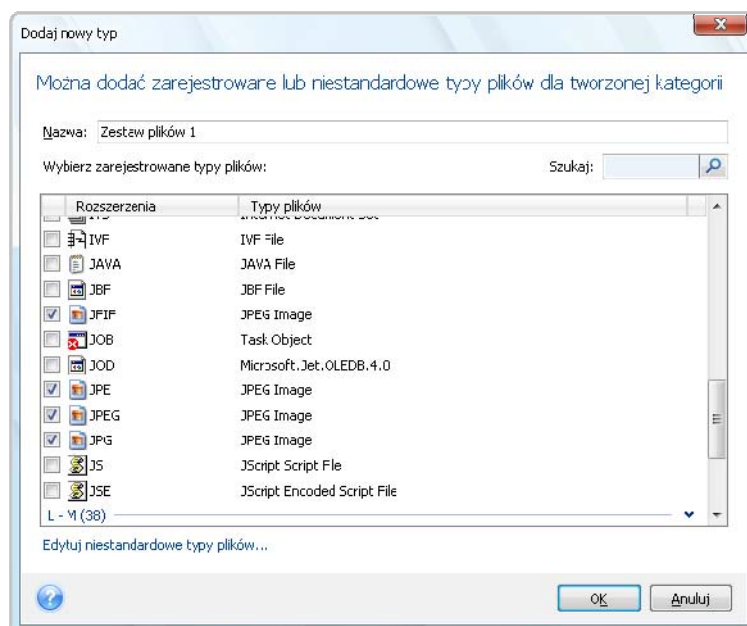 Dodaj nowy typ
Można dodać zarejestrowane lub niestandardowe typy plików dla tworzonej kategorii
Nazwa: Zestaw plików 1
Wybierz zarejestrowane typy plików: Szukaj:
Rozszerzenia Typy plików
IVF IVF File
JAVA JAVA File
JBF JBF File
JFIF JPEG Image
JOB Task Object
JOD Microsoft.Jet.OLEDB.4.0
JPE JPEG Image
JPEG JPEG Image
JPG JPEG Image
JS JScript Script File
JSE JScript Encoded Script File
L - M (38)
Edytuj niestandardowe typy plików...
OK Anuluj